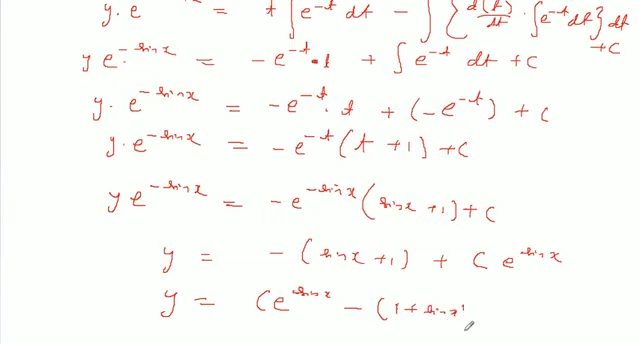 y. e = t ∫ e^{-t} dt - ∫ { d(t)/dt . ∫ e^{-t} dt } dt + C
y e^{-sin x} = -e^{-t} . t + ∫ e^{-t} dt + C
y. e^{-sin x} = -e^{-t} . t + (-e^{-t}) + C
y. e^{-sin x} = -e^{-t} (t + 1) + C
y e^{-sin x} = -e^{-sin x} (sin x + 1) + C
y = - (sin x + 1) + C e^{sin x}
y = C e^{sin x} - (1 + sin x)